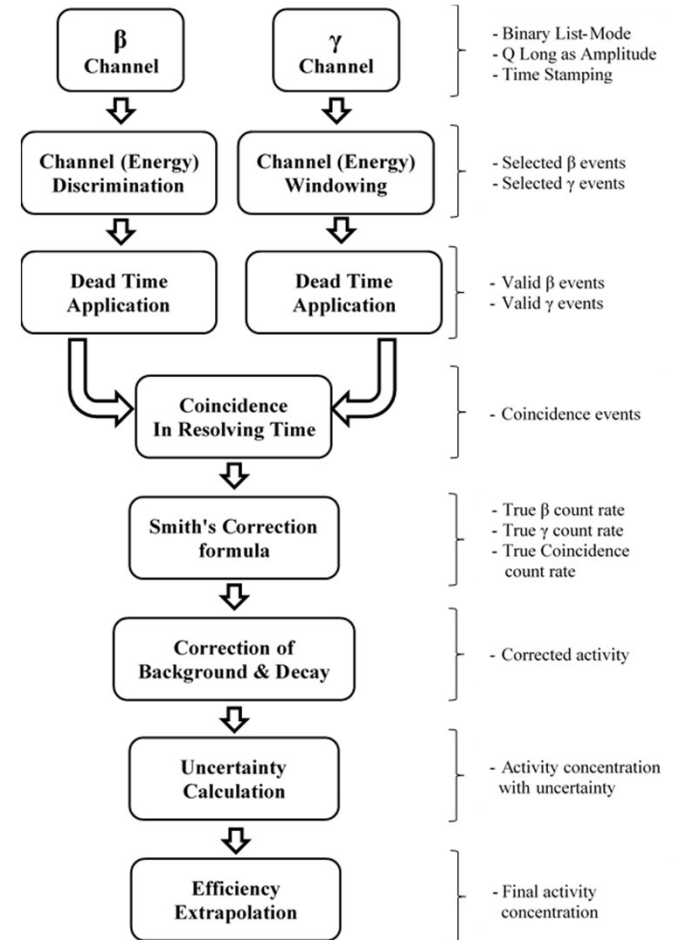 β
Channel
γ
Channel
- Binary List-Mode
- Q Long as Amplitude
- Time Stamping
Channel (Energy)
Discrimination
Channel (Energy)
Windowing
- Selected β events
- Selected γ events
Dead Time
Application
Dead Time
Application
- Valid β events
- Valid γ events
Coincidence
In Resolving Time
- Coincidence events
Smith's Correction
formula
- True β count rate
- True γ count rate
- True Coincidence
count rate
Correction of
Background & Decay
- Corrected activity
Uncertainty
Calculation
- Activity concentration
with uncertainty
Efficiency
Extrapolation
- Final activity
concentration